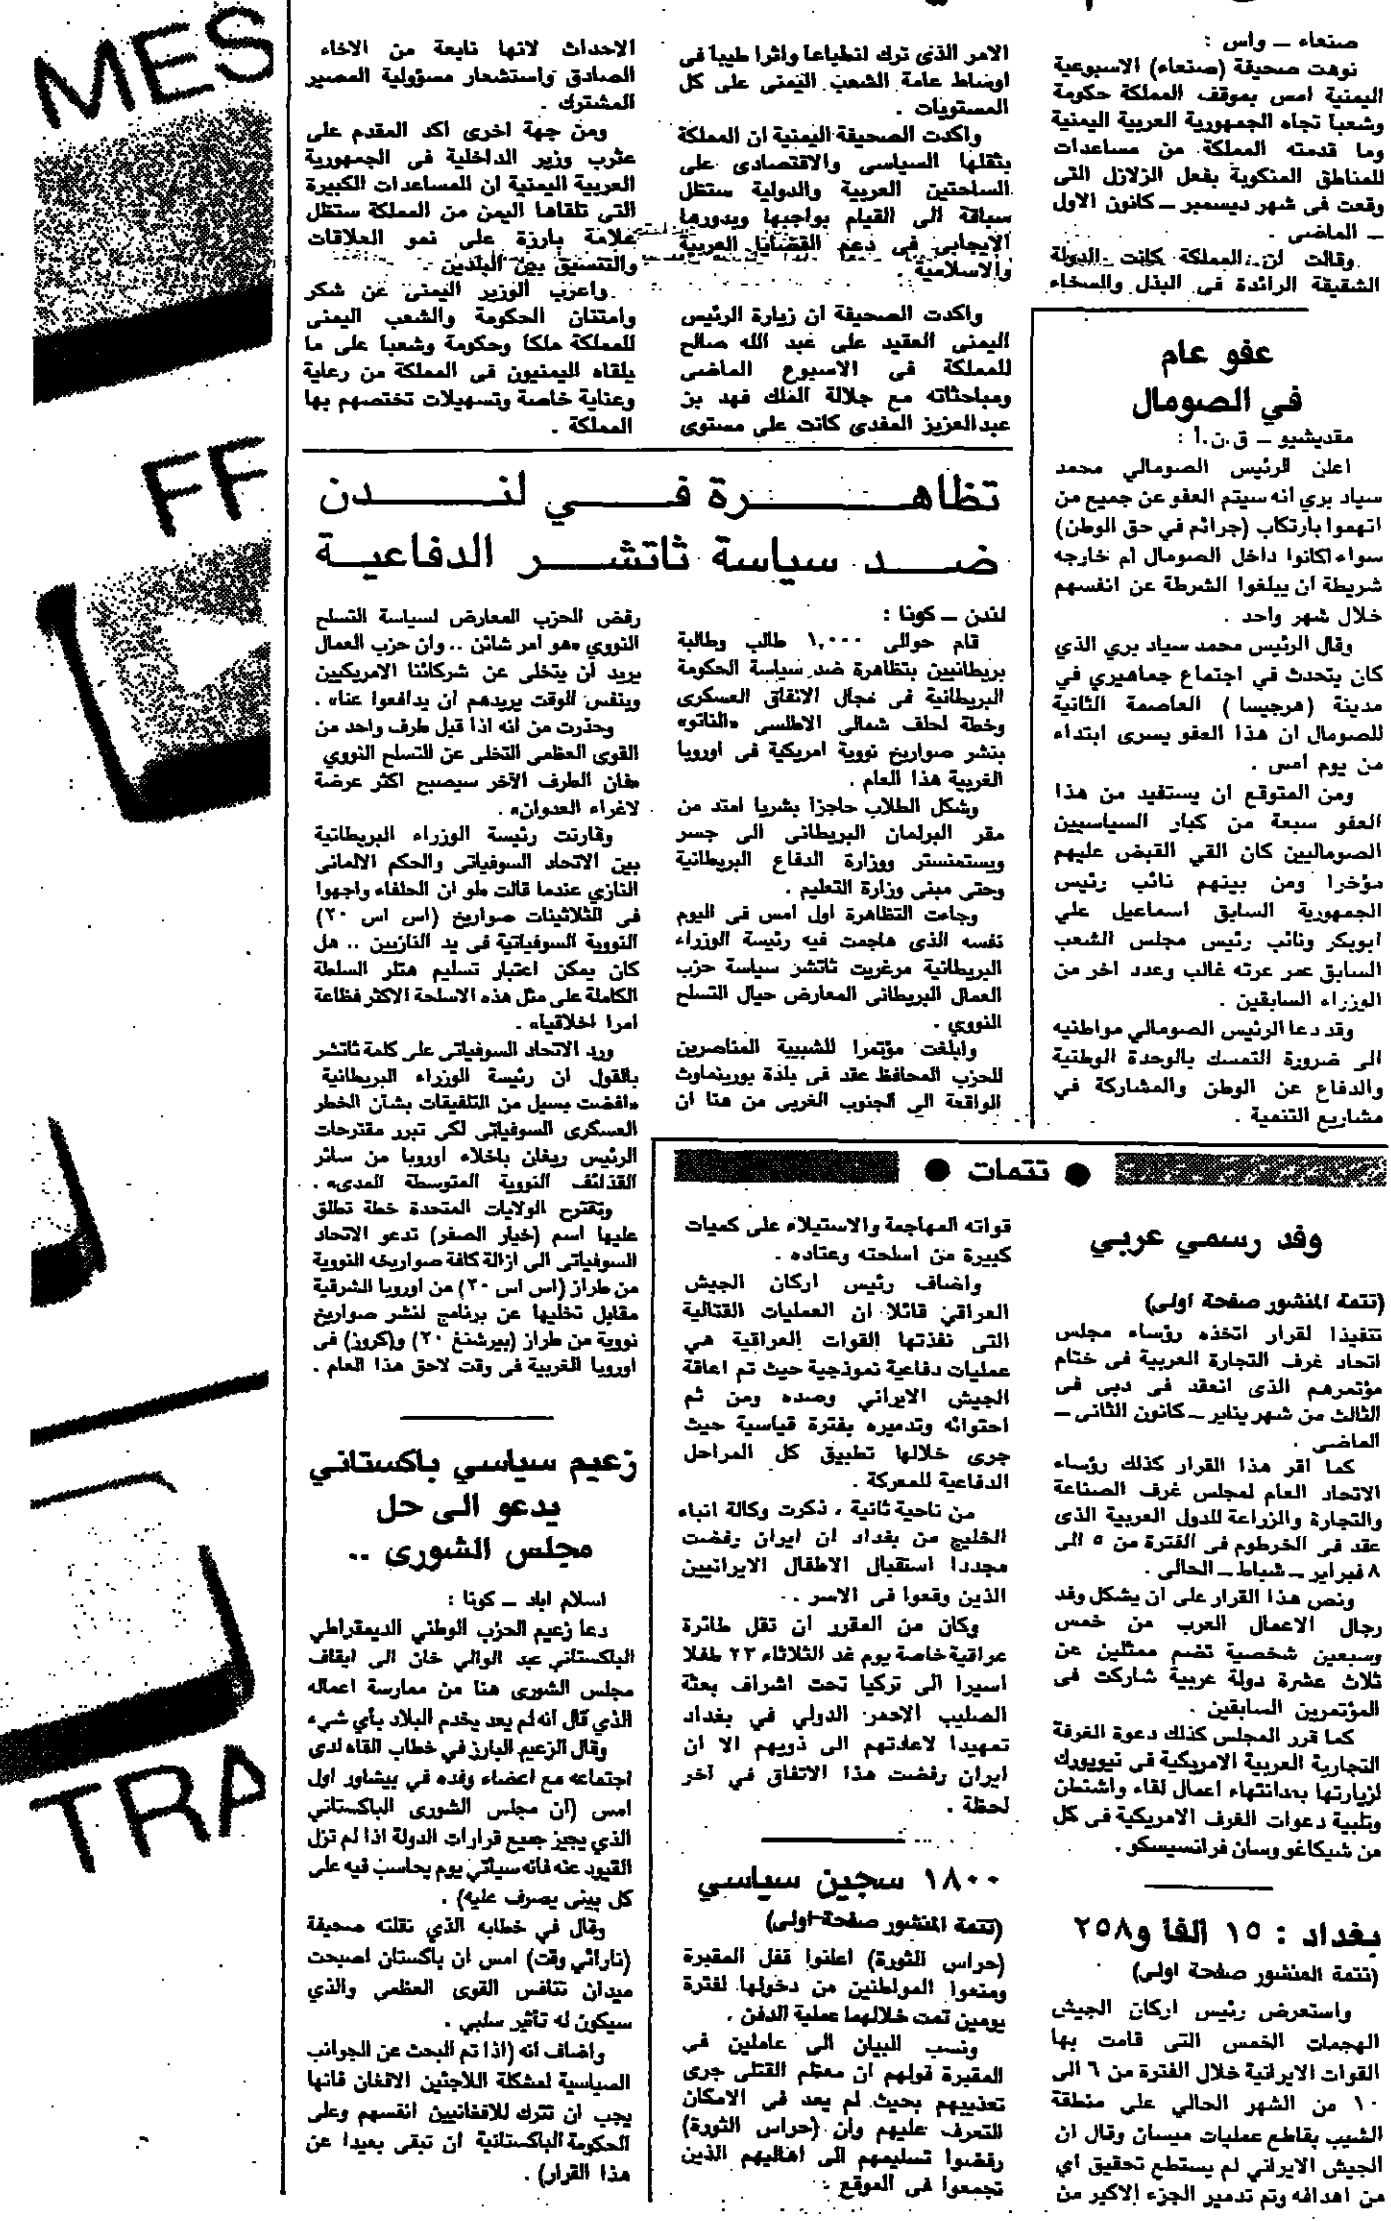 صنعاء ــ واس :
نوهت صحيفة (صنعاء) الاسبوعية
اليمنية امس بموقف المملكة حكومة
وشعبا تجاه الجمهورية العربية اليمنية
وما قدمته المملكة من مساعدات
للمناطق المنكوبة بفعل الزلازل التى
وقعت فى شهر ديسمبر ــ كانون الاول
ــ الماضى .
وقالت ان المملكة كانت الدولة
الشقيقة الرائدة فى البذل والسخاء
الامر الذى ترك انطباعا واثرا طيبا فى
اوساط عامة الشعب اليمنى على كل
المستويات .
واكدت الصحيفة اليمنية ان المملكة
بثقلها السياسى والاقتصادى على
الساحتين العربية والدولية ستظل
سباقة الى القيام بواجبها وبدورها
الايجابى فى دعم القضايا العربية
والاسلامية .
واكدت الصحيفة ان زيارة الرئيس
اليمنى العقيد على عبد الله صالح
للمملكة فى الاسبوع الماضى
ومباحثاته مع جلالة الملك فهد بن
عبدالعزيز المفدى كانت على مستوى
الاحداث لانها نابعة من الاخاء
الصادق واستشعار مسؤولية المصير
المشترك .
ومن جهة اخرى اكد المقدم على
عثرب وزير الداخلية فى الجمهورية
العربية اليمنية ان المساعدات الكبيرة
التى تلقاها اليمن من المملكة ستظل
علامة بارزة على نمو العلاقات
والتنسيق بين البلدين .
واعرب الوزير اليمنى عن شكر
وامتنان الحكومة والشعب اليمنى
للمملكة ملكا وحكومة وشعبا على ما
يلقاه اليمنيون فى المملكة من رعاية
وعناية خاصة وتسهيلات تختصهم بها
المملكة .
عفو عام
في الصومال
مقديشيو ــ ق.ن.أ :
اعلن الرئيس الصومالي محمد
سياد بري انه سيتم العفو عن جميع من
اتهموا بارتكاب (جرائم في حق الوطن)
سواء اكانوا داخل الصومال ام خارجه
شريطة ان يبلغوا الشرطة عن انفسهم
خلال شهر واحد .
وقال الرئيس محمد سياد بري الذي
كان يتحدث في اجتماع جماهيري في
مدينة (هرجيسا) العاصمة الثانية
للصومال ان هذا العفو يسرى ابتداء
من يوم امس .
ومن المتوقع ان يستفيد من هذا
العفو سبعة من كبار السياسيين
الصوماليين كان القي القبض عليهم
مؤخرا ومن بينهم نائب رئيس
الجمهورية السابق اسماعيل علي
ابوبكر ونائب رئيس مجلس الشعب
السابق عمر عرته غالب وعدد اخر من
الوزراء السابقين .
وقد دعا الرئيس الصومالي مواطنيه
الى ضرورة التمسك بالوحدة الوطنية
والدفاع عن الوطن والمشاركة في
مشاريع التنمية .
تظاهــرة فــي لنــدن
ضــد سياسة ثاتشــر الدفاعيــة
لندن ــ كونا :
قام حوالى ١,٠٠٠ طالب وطالبة
بريطانيين بتظاهرة ضد سياسة الحكومة
البريطانية فى مجال الانفاق العسكرى
وخطة لحلف شمالى الاطلسى «الناتو»
بنشر صواريخ نووية امريكية فى اوروبا
الغربية هذا العام .
وشكل الطلاب حاجزا بشريا امتد من
مقر البرلمان البريطانى الى جسر
ويستمنستر ووزارة الدفاع البريطانية
وحتى مبنى وزارة التعليم .
وجاءت التظاهرة اول امس فى اليوم
نفسه الذى هاجمت فيه رئيسة الوزراء
البريطانية مرغريت ثاتشر سياسة حزب
العمال البريطانى المعارض حيال التسلح
النووي .
وابلغت مؤتمرا للشبيبة المناصرين
للحزب المحافظ عقد فى بلدة بورينماوث
الواقعة الى الجنوب الغربى من هنا ان
رفض الحزب المعارض لسياسة التسلح
النووي «هو امر شائن .. وان حزب العمال
يريد ان يتخلى عن شركائنا الامريكيين
وبنفس الوقت يريدهم ان يدافعوا عنا» .
وحذرت من انه اذا قبل طرف واحد من
القوى العظمى التخلى عن التسلح النووي
«فان الطرف الآخر سيصبح اكثر عرضة
لاغراء العدوان» .
وقارنت رئيسة الوزراء البريطانية
بين الاتحاد السوفياتى والحكم الالمانى
النازي عندما قالت «لو ان الحلفاء واجهوا
فى الثلاثينات صواريخ (اس اس ٢٠)
النووية السوفياتية فى يد النازيين .. هل
كان يمكن اعتبار تسليم هتلر السلطة
الكاملة على مثل هذه الاسلحة الاكثر فظاعة
امرا اخلاقيا» .
ورد الاتحاد السوفياتى على كلمة ثاتشر
بالقول ان رئيسة الوزراء البريطانية
«افضت بسيل من التلفيقات بشأن الخطر
العسكرى السوفياتى لكى تبرر مقترحات
الرئيس ريغان باخلاء اوروبا من سائر
القذائف النووية المتوسطة المدى» .
وتقترح الولايات المتحدة خطة تطلق
عليها اسم (خيار الصفر) تدعو الاتحاد
السوفياتى الى ازالة كافة صواريخه النووية
من طراز (اس اس ٢٠) من اوروبا الشرقية
مقابل تخليها عن برنامج لنشر صواريخ
نووية من طراز (بيرشنغ ٢٠) و(كروز) فى
اوروبا الغربية فى وقت لاحق هذا العام .
زعيم سياسي باكستاني
يدعو الى حل
مجلس الشورى ..
اسلام اباد ــ كونا :
دعا زعيم الحزب الوطني الديمقراطي
الباكستاني عبد الوالي خان الى ايقاف
مجلس الشورى هنا من ممارسة اعماله
الذي قال انه لم يعد يخدم البلاد بأي شيء
وقال الزعيم البارز في خطاب القاه لدى
اجتماعه مع اعضاء وفده في بيشاور اول
امس (ان مجلس الشورى الباكستاني
الذي يجيز جميع قرارات الدولة اذا لم تزل
القيود عنه فانه سيأتي يوم يحاسب فيه على
كل بيني يصرف عليه) .
وقال في خطابه الذي نقلته صحيفة
(نارائي وقت) امس ان باكستان اصبحت
ميدان تنافس القوى العظمى والذي
سيكون له تأثير سلبي .
واضاف انه (اذا تم البحث عن الجوانب
السياسية لمشكلة اللاجئين الافغان فانها
يجب ان تترك للافغانيين انفسهم وعلى
الحكومة الباكستانية ان تبقى بعيدا عن
هذا القرار) .
● تتمات ●
وفد رسمي عربي
(تتمة المنشور صفحة اولى)
تنفيذا لقرار اتخذه رؤساء مجلس
اتحاد غرف التجارة العربية فى ختام
مؤتمرهم الذى انعقد فى دبى فى
الثالث من شهر يناير ــ كانون الثانى ــ
الماضى .
كما اقر هذا القرار كذلك رؤساء
الاتحاد العام لمجلس غرف الصناعة
والتجارة والزراعة للدول العربية الذى
عقد فى الخرطوم فى الفترة من ٥ الى
٨ فبراير ــ شباط ــ الحالى .
ونص هذا القرار على ان يشكل وفد
رجال الاعمال العرب من خمس
وسبعين شخصية تضم ممثلين عن
ثلاث عشرة دولة عربية شاركت فى
المؤتمرين السابقين .
كما قرر المجلس كذلك دعوة الغرفة
التجارية العربية الامريكية فى نيويورك
لزيارتها بعد انتهاء اعمال لقاء واشنطن
وتلبية دعوات الغرف الامريكية فى كل
من شيكاغو وسان فرانسيسكو .
بغداد : ١٥ الفا و٢٥٨
(تتمة المنشور صفحة اولى)
واستعرض رئيس اركان الجيش
الهجمات الخمس التى قامت بها
القوات الايرانية خلال الفترة من ٦ الى
١٠ من الشهر الحالي على منطقة
الشيب بقاطع عمليات ميسان وقال ان
الجيش الايراني لم يستطع تحقيق اي
من اهدافه وتم تدمير الجزء الاكبر من
قواته المهاجمة والاستيلاء على كميات
كبيرة من اسلحته وعتاده .
واضاف رئيس اركان الجيش
العراقي قائلا ان العمليات القتالية
التى نفذتها القوات العراقية هي
عمليات دفاعية نموذجية حيث تم اعاقة
الجيش الايراني وصده ومن ثم
احتوائه وتدميره بفترة قياسية حيث
جرى خلالها تطبيق كل المراحل
الدفاعية للمعركة .
من ناحية ثانية ، ذكرت وكالة انباء
الخليج من بغداد ان ايران رفضت
مجددا استقبال الاطفال الايرانيين
الذين وقعوا فى الاسر .
وكان من المقرر ان تقل طائرة
عراقية خاصة يوم غد الثلاثاء ٢٣ طفلا
اسيرا الى تركيا تحت اشراف بعثة
الصليب الاحمر الدولي في بغداد
تمهيدا لاعادتهم الى ذويهم الا ان
ايران رفضت هذا الاتفاق في آخر
لحظة .
١٨٠٠ سجين سياسي
(تتمة المنشور صفحة اولى)
(حراس الثورة) اعلنوا قفل المقبرة
ومنعوا المواطنين من دخولها لفترة
يومين تمت خلالهما عملية الدفن .
ونسب البيان الى عاملين فى
المقبرة قولهم ان معظم القتلى جرى
تعذيبهم بحيث لم يعد فى الامكان
التعرف عليهم وان (حراس الثورة)
رفضوا تسليمهم الى اهاليهم الذين
تجمعوا فى الموقع .
MES
FF
TRA